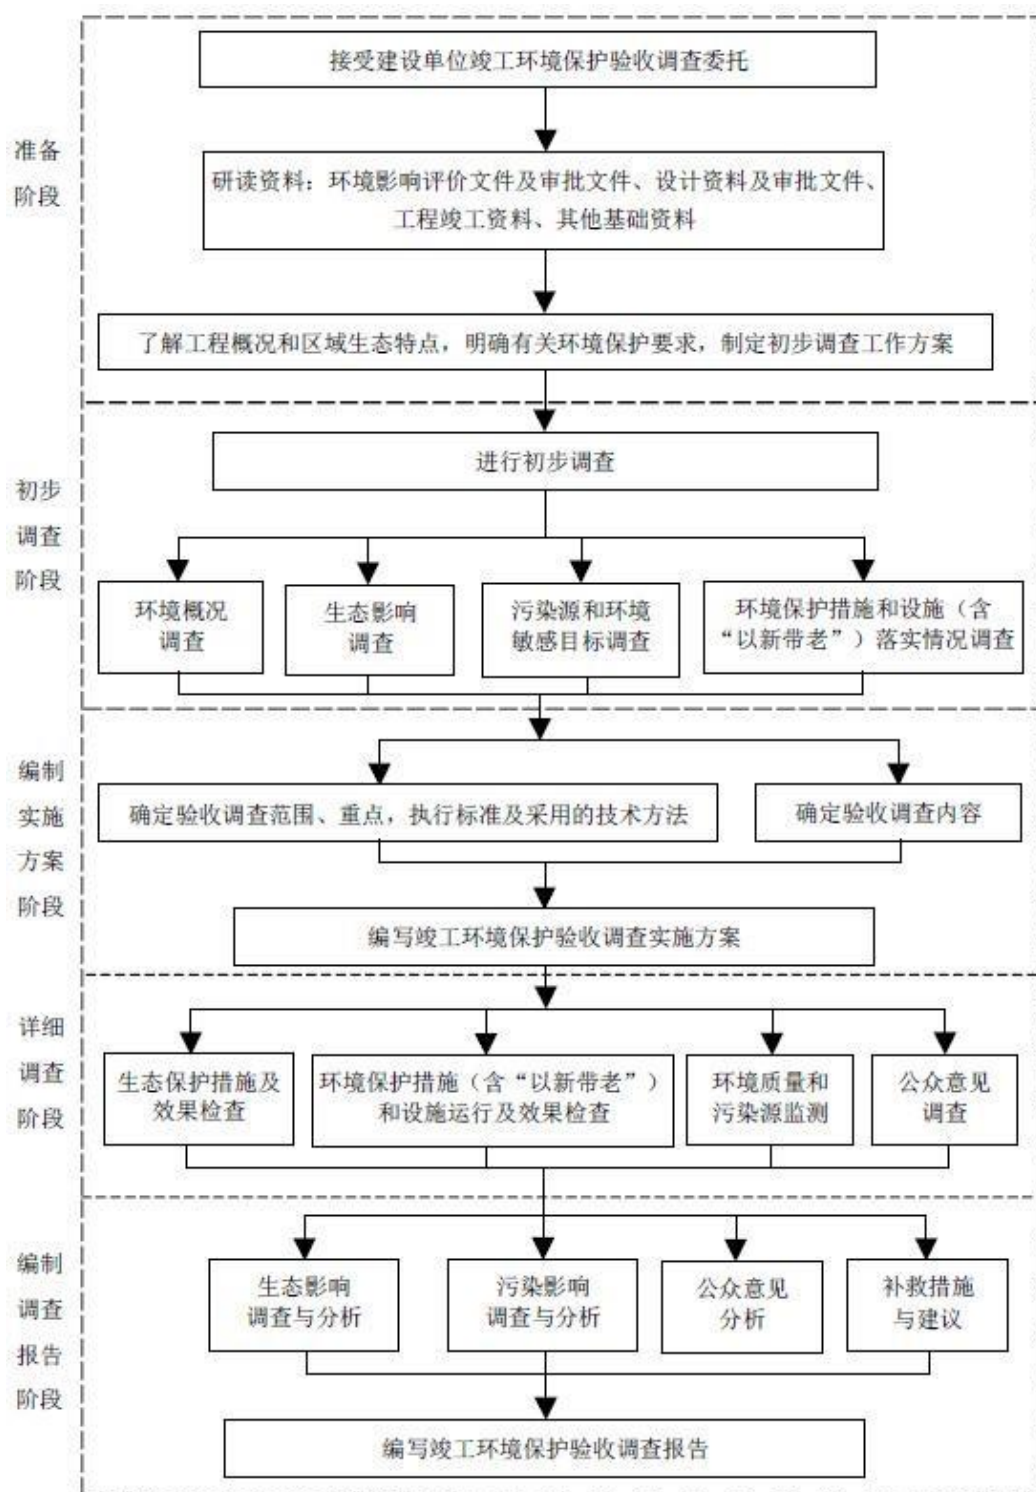 接受建设单位竣工环境保护验收调查委托
准备
阶段
研读资料：环境影响评价文件及审批文件、设计资料及审批文件、
工程竣工资料、其他基础资料
了解工程概况和区域生态特点，明确有关环境保护要求，制定初步调查工作方案
初步
调查
阶段
进行初步调查
环境概况
调查
生态影响
调查
污染源和环境
敏感目标调查
环境保护措施和设施（含
“以新带老”）落实情况调查
编制
实施
方案
阶段
确定验收调查范围、重点，执行标准及采用的技术方法
确定验收调查内容
编写竣工环境保护验收调查实施方案
详细
调查
阶段
生态保护措施及
效果检查
环境保护措施（含“以新带老”）
和设施运行及效果检查
环境质量和
污染源监测
公众意见
调查
编制
调查
报告
阶段
生态影响
调查与分析
污染影响
调查与分析
公众意见
分析
补救措施
与建议
编写竣工环境保护验收调查报告